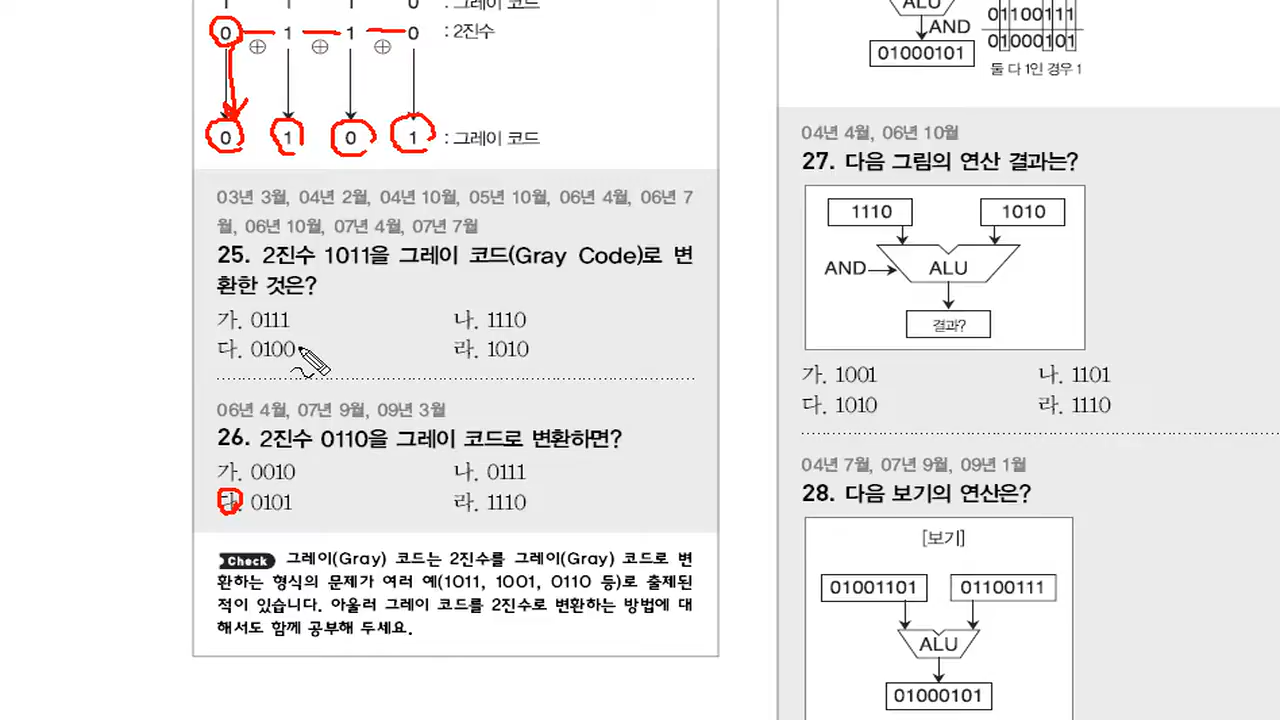 1 1 1 0 : 그레이 코드
0 1 1 0 : 2진수
⊕ ⊕ ⊕
0 1 0 1 : 그레이 코드
03년 3월, 04년 2월, 04년 10월, 05년 10월, 06년 4월, 06년 7
월, 06년 10월, 07년 4월, 07년 7월
25. 2진수 1011을 그레이 코드(Gray Code)로 변
환한 것은?
가. 0111 나. 1110
다. 0100 라. 1010
06년 4월, 07년 9월, 09년 3월
26. 2진수 0110을 그레이 코드로 변환하면?
가. 0010 나. 0111
다. 0101 라. 1110
Check 그레이(Gray) 코드는 2진수를 그레이(Gray) 코드로 변
환하는 형식의 문제가 여러 예(1011, 1001, 0110 등)로 출제된
적이 있습니다. 아울러 그레이 코드를 2진수로 변환하는 방법에 대
해서도 함께 공부해 두세요.
ALU
01100111
AND
01000101
01000101
둘 다 1인 경우 1
04년 4월, 06년 10월
27. 다음 그림의 연산 결과는?
1110 1010
AND ALU
결과?
가. 1001 나. 1101
다. 1010 라. 1110
04년 7월, 07년 9월, 09년 1월
28. 다음 보기의 연산은?
[보기]
01001101 01100111
ALU
01000101